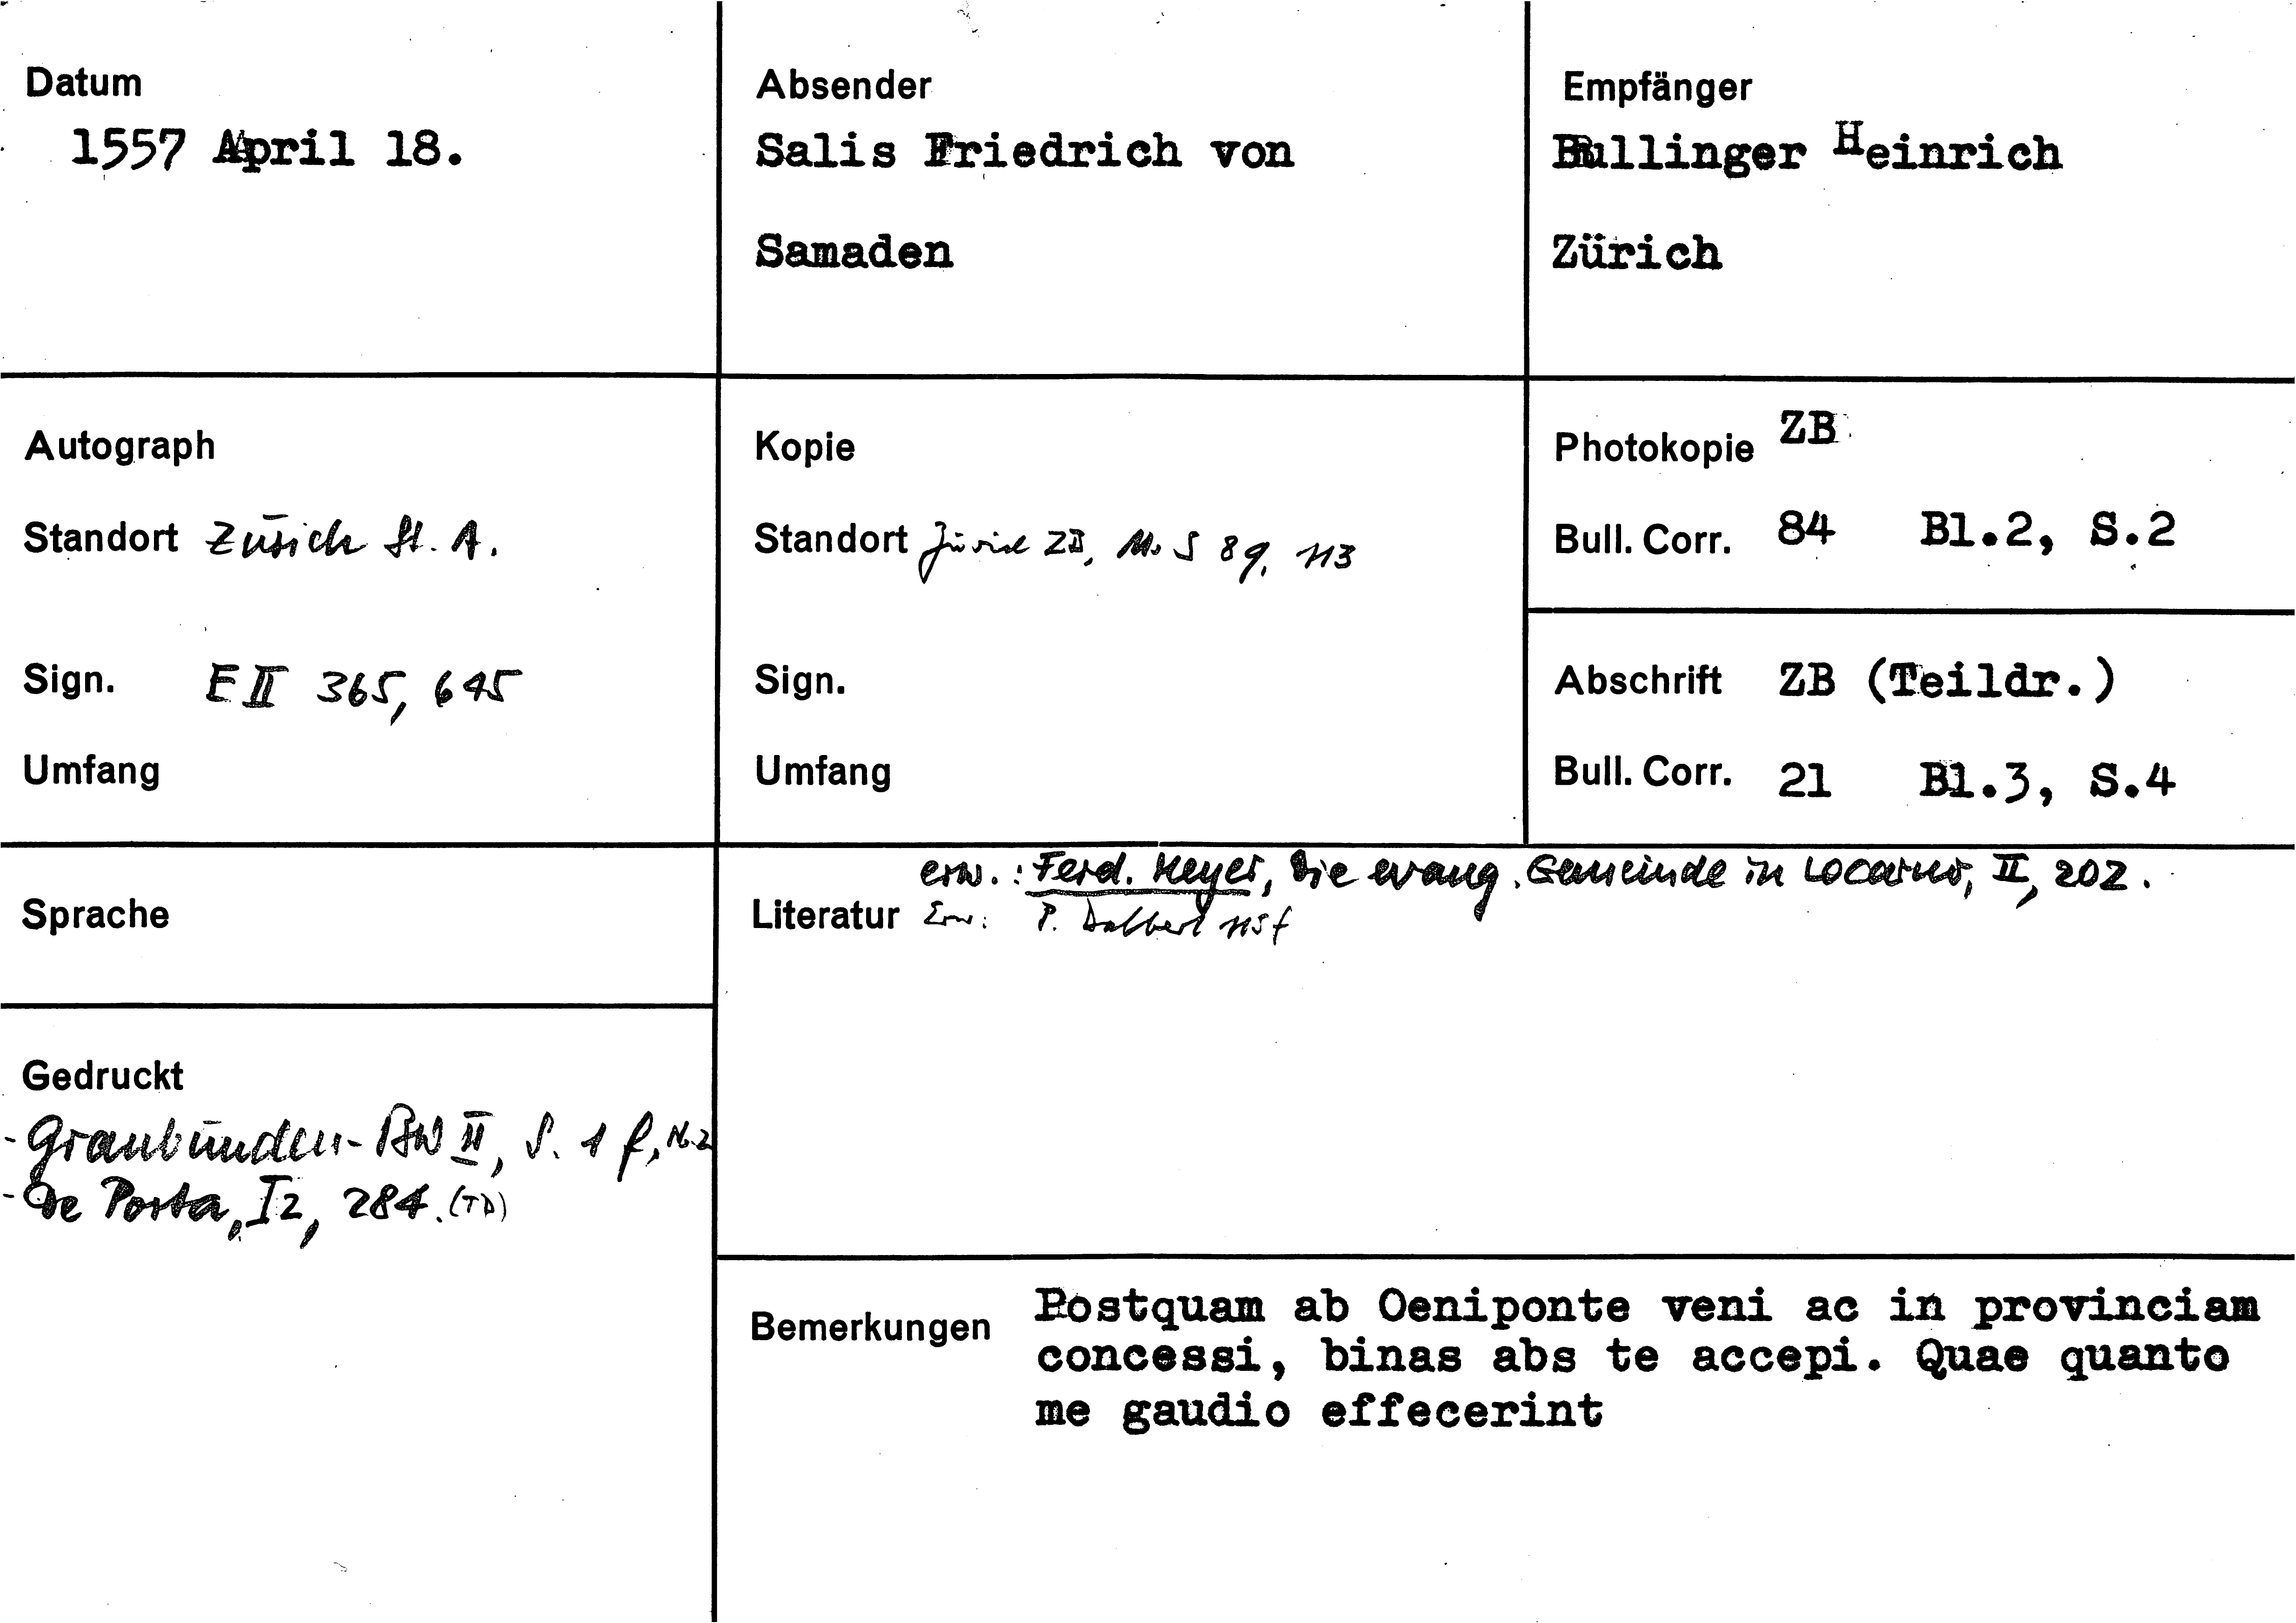 Datum
1557 April 18.
Absender
Salis Friedrich von
Samaden
Empfänger
Bullinger Heinrich
Zürich
Autograph
Standort Zürich St. A.
Sign. E II 365, 645
Umfang
Kopie
Standort Zürich ZB, Ms S 89, 113
Sign.
Umfang
Photokopie ZB
Bull. Corr. 84 Bl.2, S.2
Abschrift ZB (Teildr.)
Bull. Corr. 21 Bl.3, S.4
Sprache
erw.: Ferd. Meyer, Die evang. Gemeinde in Locarno, II, 202.
Literatur Erw: P. Dalbert 115f
Gedruckt
- Graubünden-BW II, S. 1 f, No 2
- De Porta, I2, 284. (TD)
Bemerkungen Postquam ab Oeniponte veni ac in provinciam
concessi, binas abs te accepi. Quae quanto
me gaudio effecerint